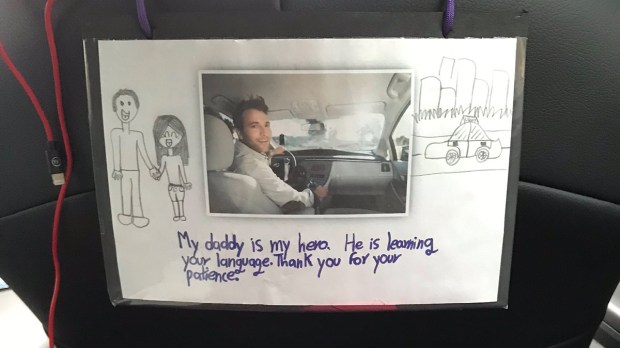 My daddy is my hero. He is learning
your language. Thank you for your
patience.